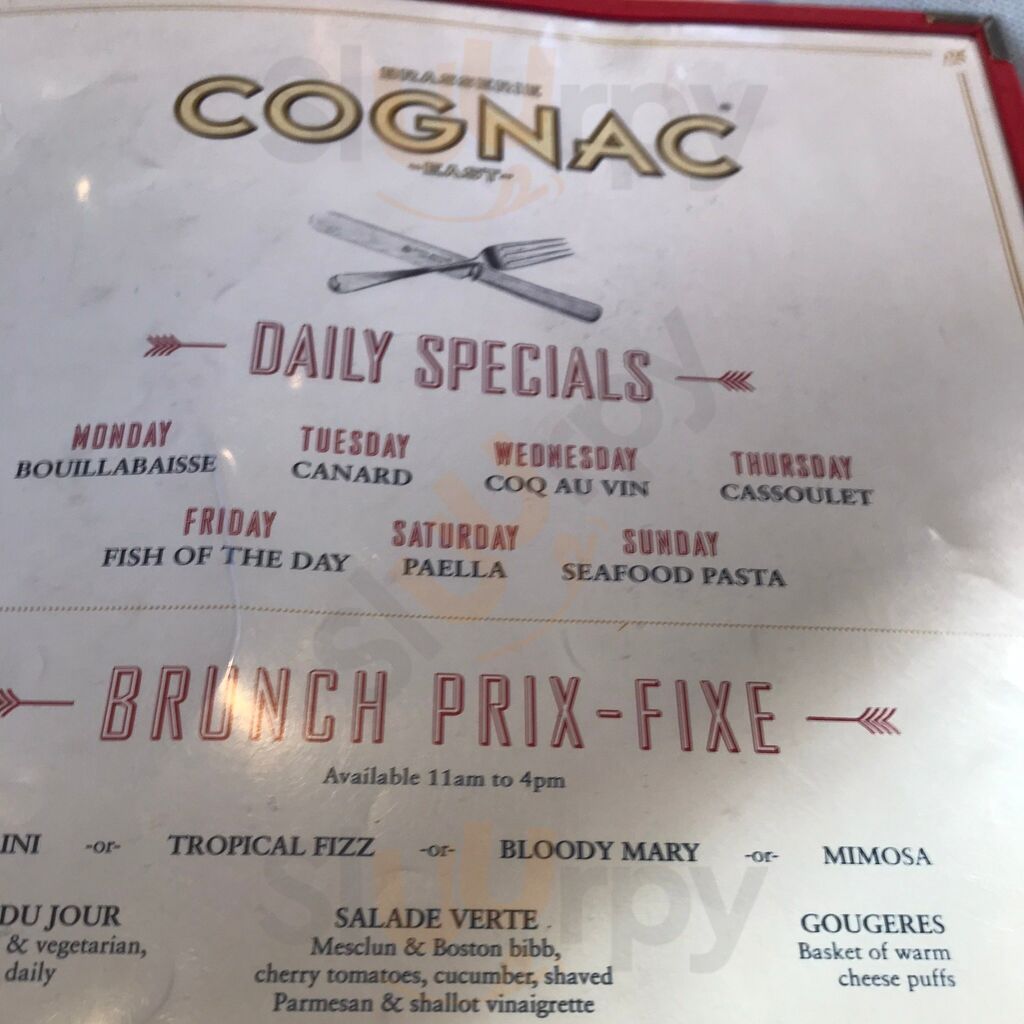 BRASSERIE
COGNAC
-EAST-
DAILY SPECIALS
MONDAY
BOUILLABAISSE
TUESDAY
CANARD
WEDNESDAY
COQ AU VIN
THURSDAY
CASSOULET
FRIDAY
FISH OF THE DAY
SATURDAY
PAELLA
SUNDAY
SEAFOOD PASTA
BRUNCH PRIX-FIXE
Available 11am to 4pm
INI -or- TROPICAL FIZZ -or- BLOODY MARY -or- MIMOSA
DU JOUR
& vegetarian,
daily
SALADE VERTE
Mesclun & Boston bibb,
cherry tomatoes, cucumber, shaved
Parmesan & shallot vinaigrette
GOUGERES
Basket of warm
cheese puffs
slurpy
slurpy
slurpy